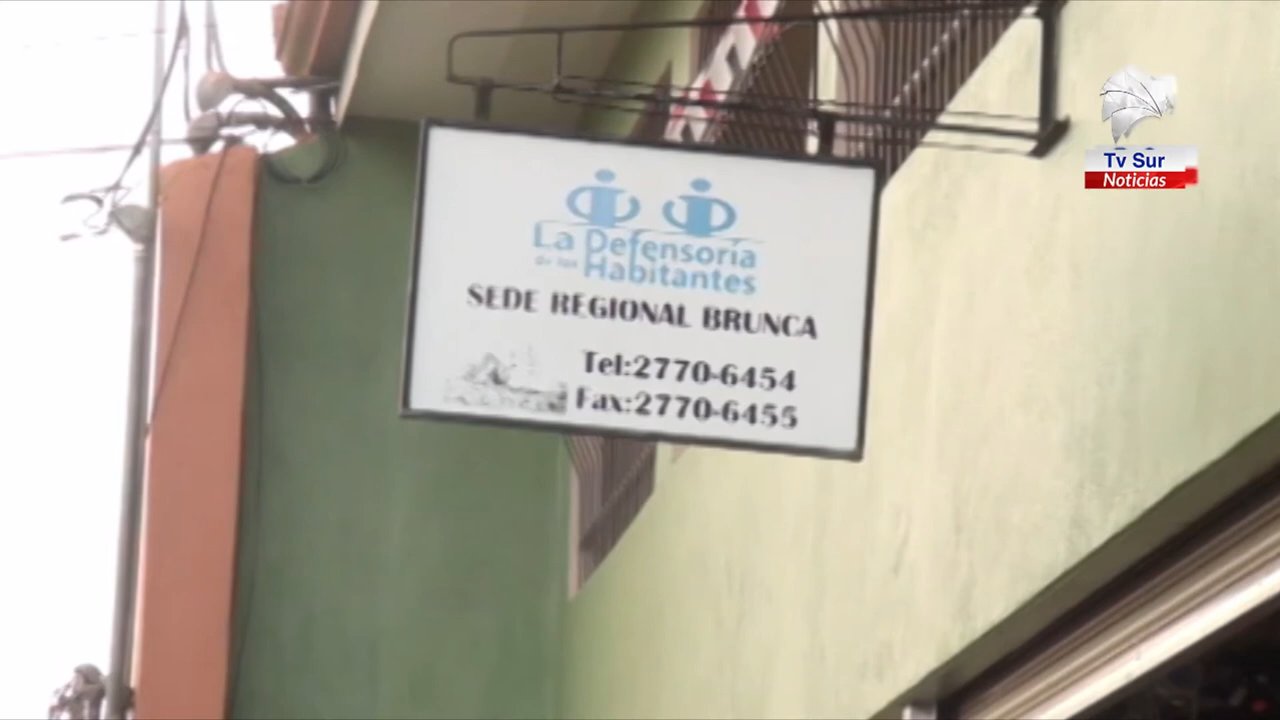 La Defensoría
de los Habitantes
SEDE REGIONAL BRUNCA
Tel:2770-6454
Fax:2770-6455
Tv Sur
Noticias